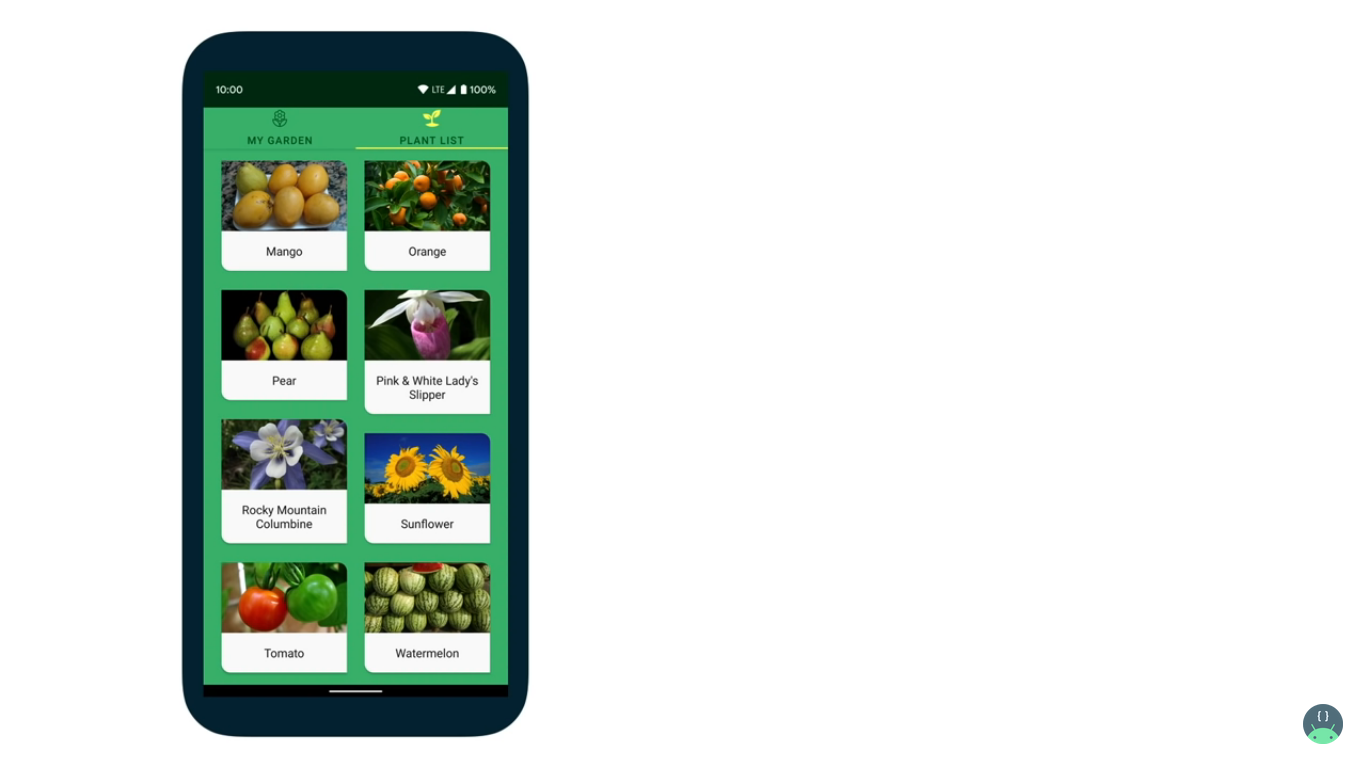 10:00 LTE 100%
MY GARDEN PLANT LIST
Mango
Orange
Pear
Pink & White Lady's
Slipper
Rocky Mountain
Columbine
Sunflower
Tomato
Watermelon
{ }